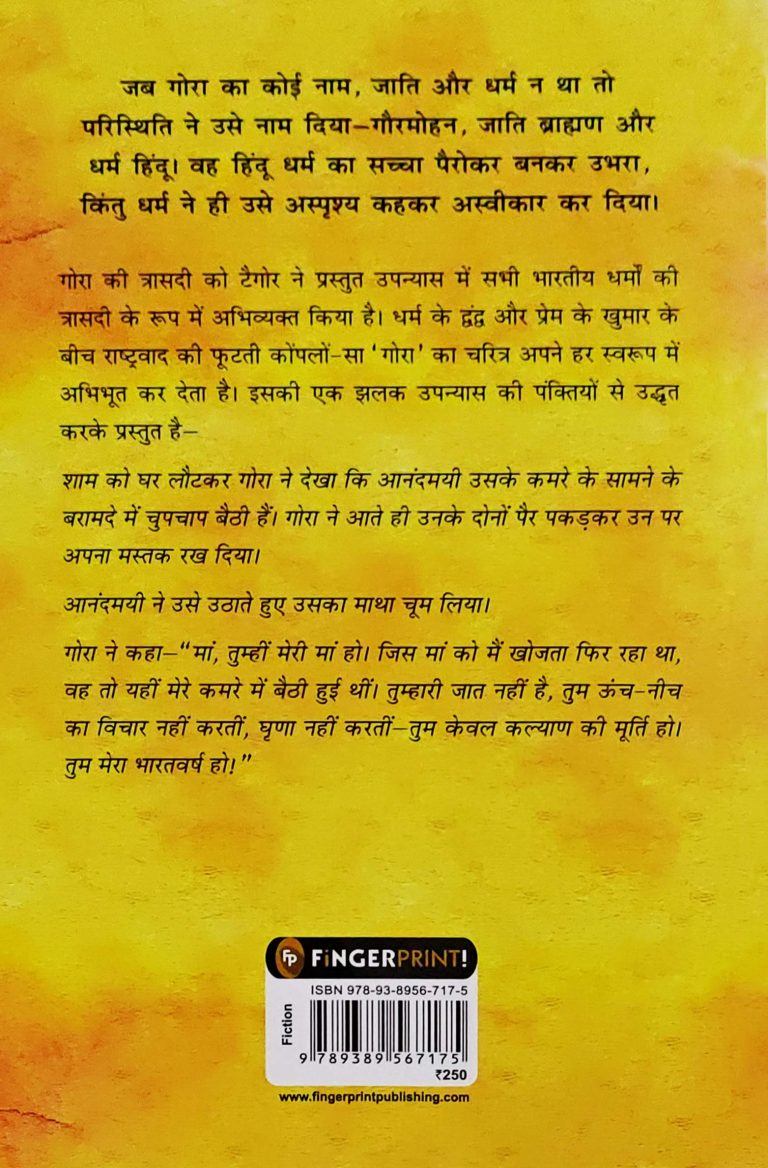 जब गोरा का कोई नाम, जाति और धर्म न था तो
परिस्थिति ने उसे नाम दिया–गौरमोहन, जाति ब्राह्मण और
धर्म हिंदू। वह हिंदू धर्म का सच्चा पैरोकार बनकर उभरा,
किंतु धर्म ने ही उसे अस्पृश्य कहकर अस्वीकार कर दिया।
गोरा की त्रासदी को टैगोर ने प्रस्तुत उपन्यास में सभी भारतीय धर्मों की
त्रासदी के रूप में अभिव्यक्त किया है। धर्म के द्वंद्व और प्रेम के खुमार के
बीच राष्ट्रवाद की फूटती कोंपलों-सा ‘गोरा’ का चरित्र अपने हर स्वरूप में
अभिभूत कर देता है। इसकी एक झलक उपन्यास की पंक्तियों से उद्धृत
करके प्रस्तुत है–
शाम को घर लौटकर गोरा ने देखा कि आनंदमयी उसके कमरे के सामने के
बरामदे में चुपचाप बैठी हैं। गोरा ने आते ही उनके दोनों पैर पकड़कर उन पर
अपना मस्तक रख दिया।
आनंदमयी ने उसे उठाते हुए उसका माथा चूम लिया।
गोरा ने कहा–“मां, तुम्हीं मेरी मां हो। जिस मां को मैं खोजता फिर रहा था,
वह तो यहीं मेरे कमरे में बैठी हुई थीं। तुम्हारी जात नहीं है, तुम ऊंच-नीच
का विचार नहीं करतीं, घृणा नहीं करतीं–तुम केवल कल्याण की मूर्ति हो।
तुम मेरा भारतवर्ष हो!”
FP FiNGERPRINT!
ISBN 978-93-8956-717-5
Fiction
9 789389 567175
₹250
www.fingerprintpublishing.com